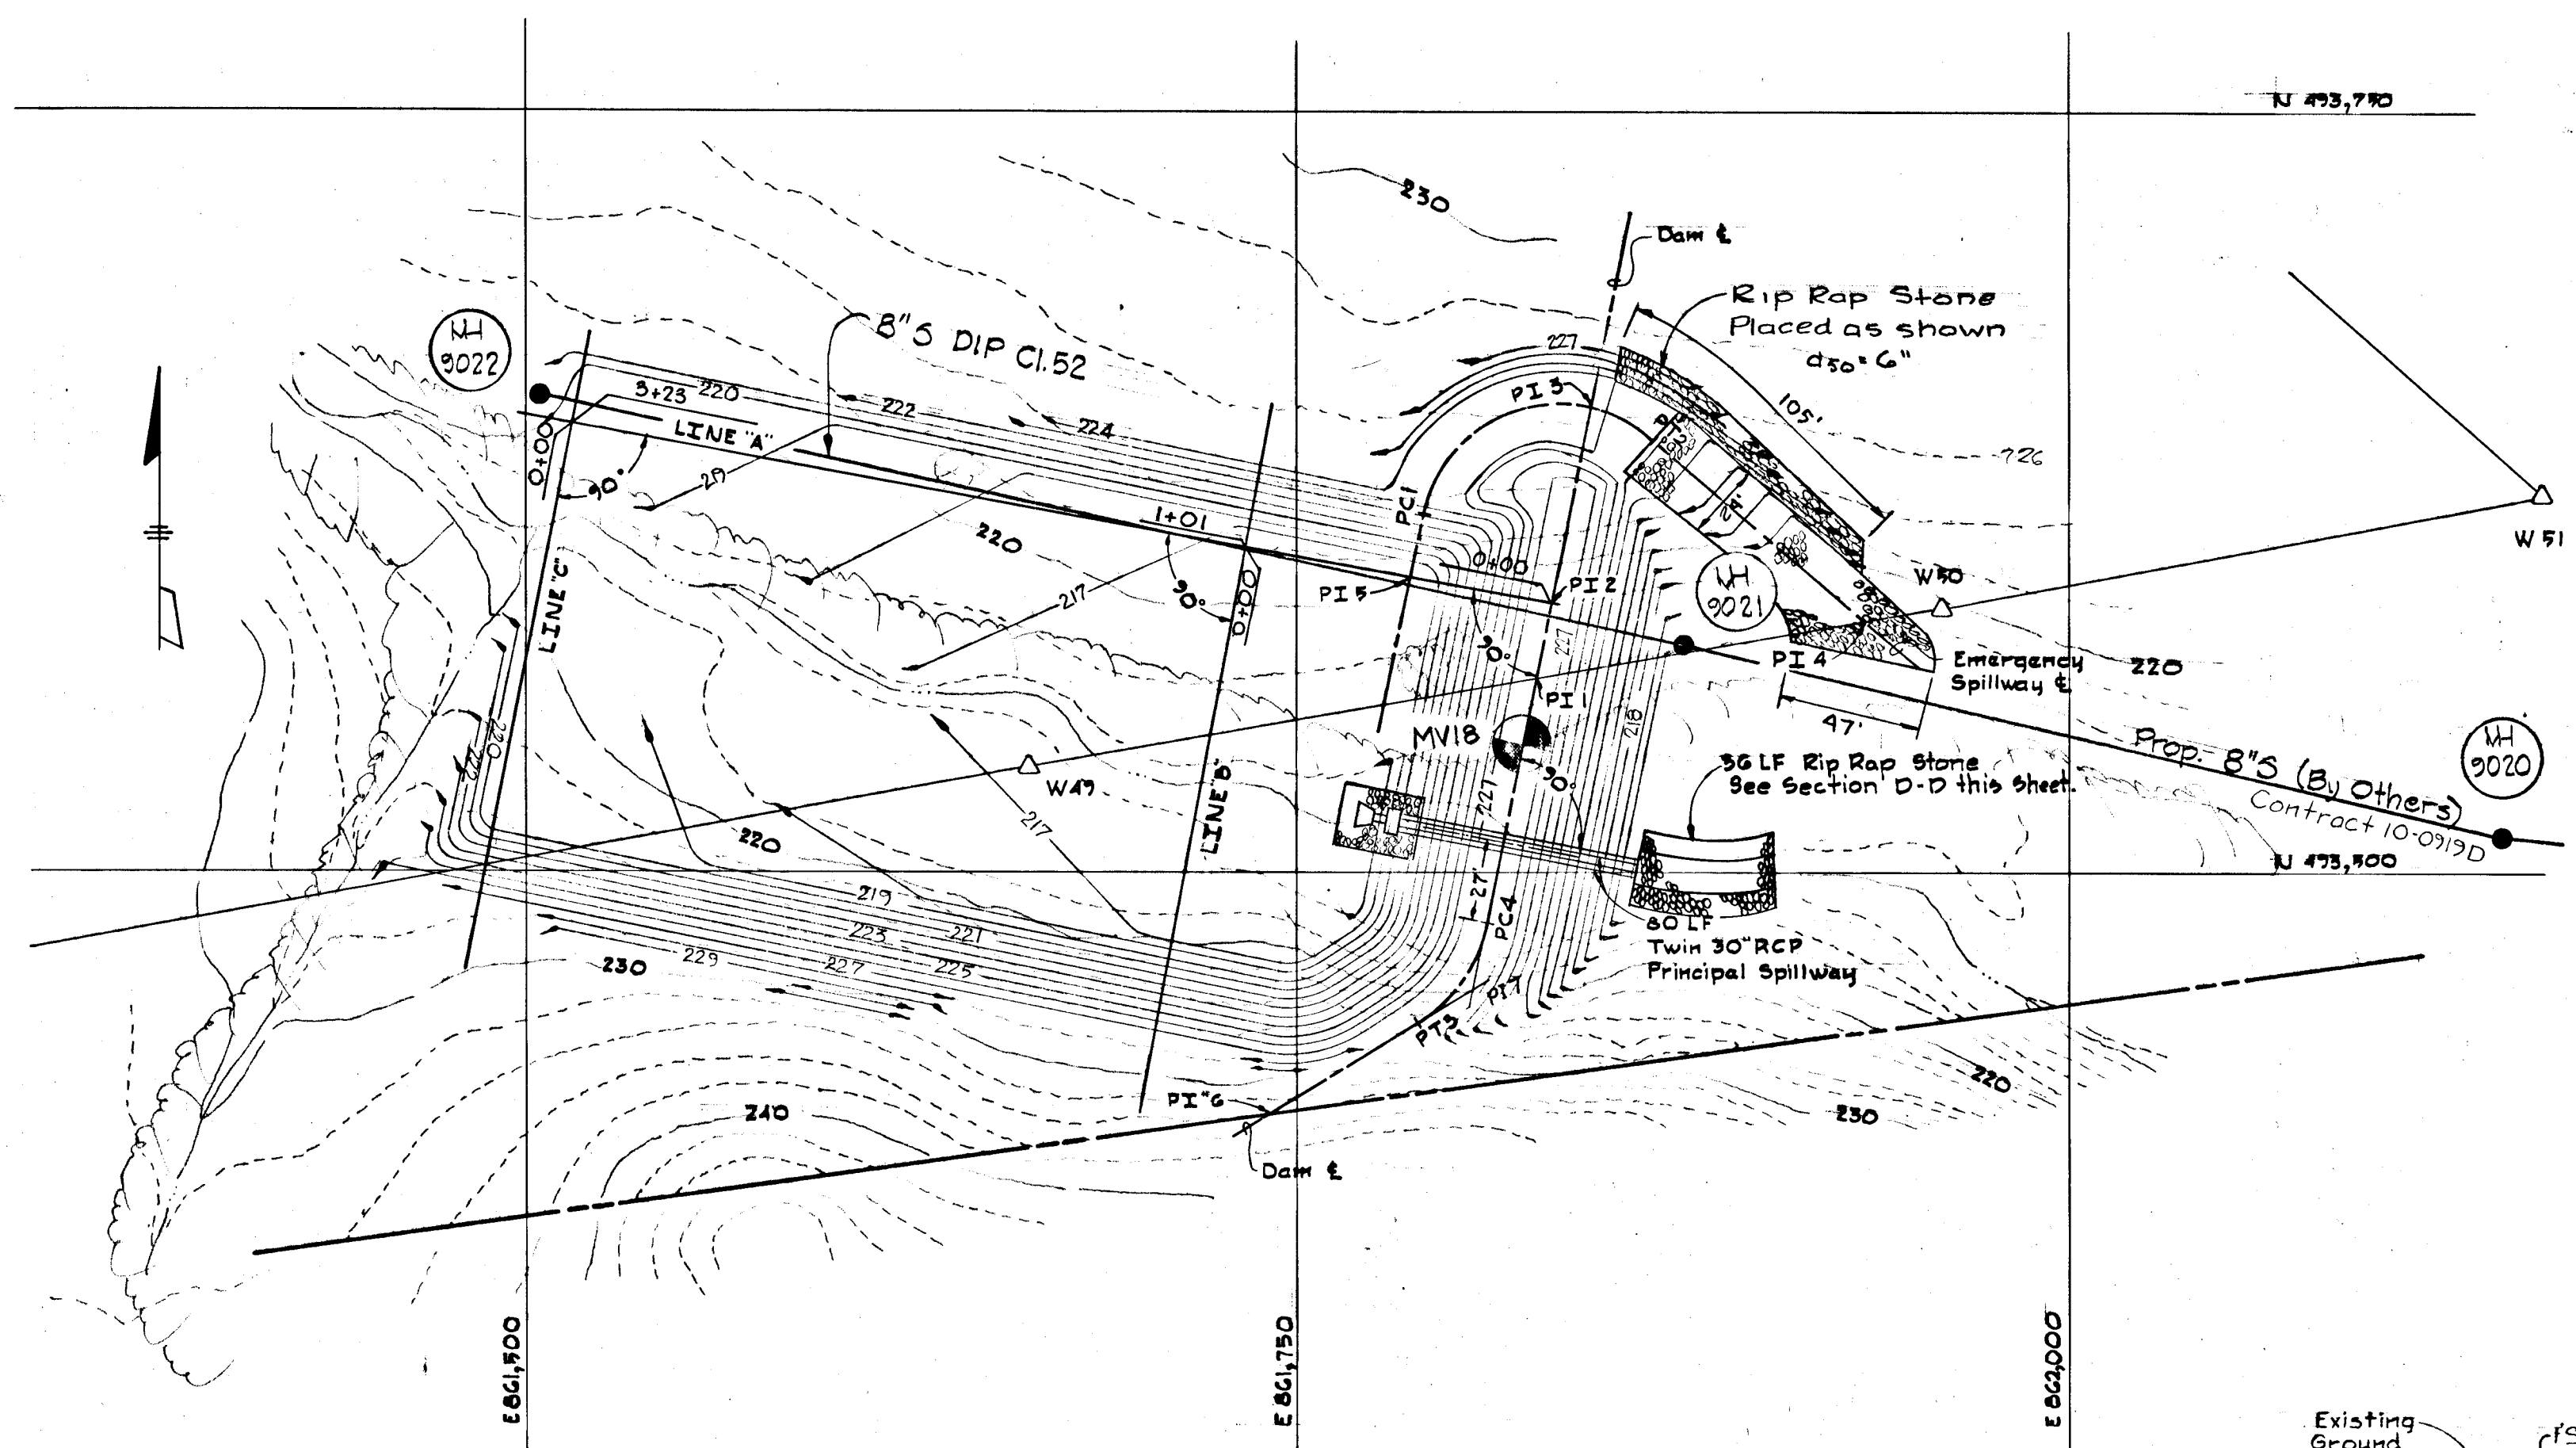 N 493,750
230
Dam ℄
Rip Rap Stone
Placed as shown
d50=6"
105'
227
PI 3
PT2
226
MH
9022
8"S DIP Cl.52
3+23
220
222
224
LINE "A"
0+00
90°
219
PC1
24'
W 51
1+01
220
0+00
PI 2
PI 5
MH
9021
W50
217
90°
0+00
LINE "C"
90°
227
PI 4
Emergency
Spillway ℄
220
PI 1
47'
218
MV18
220
222
W49
LINE "B"
90°
227
36 LF Rip Rap Stone
See Section D-D this Sheet.
Prop. 8"S (By Others)
Contract 10-0919D
MH
9020
217
220
N 493,500
219
27'
PC4
223
221
80 LF
Twin 30"RCP
Principal Spillway
230
229
227
225
PI7
PT3
PI"6
240
220
230
Dam ℄
E 861,500
E 861,750
E 862,000
Existing
Ground